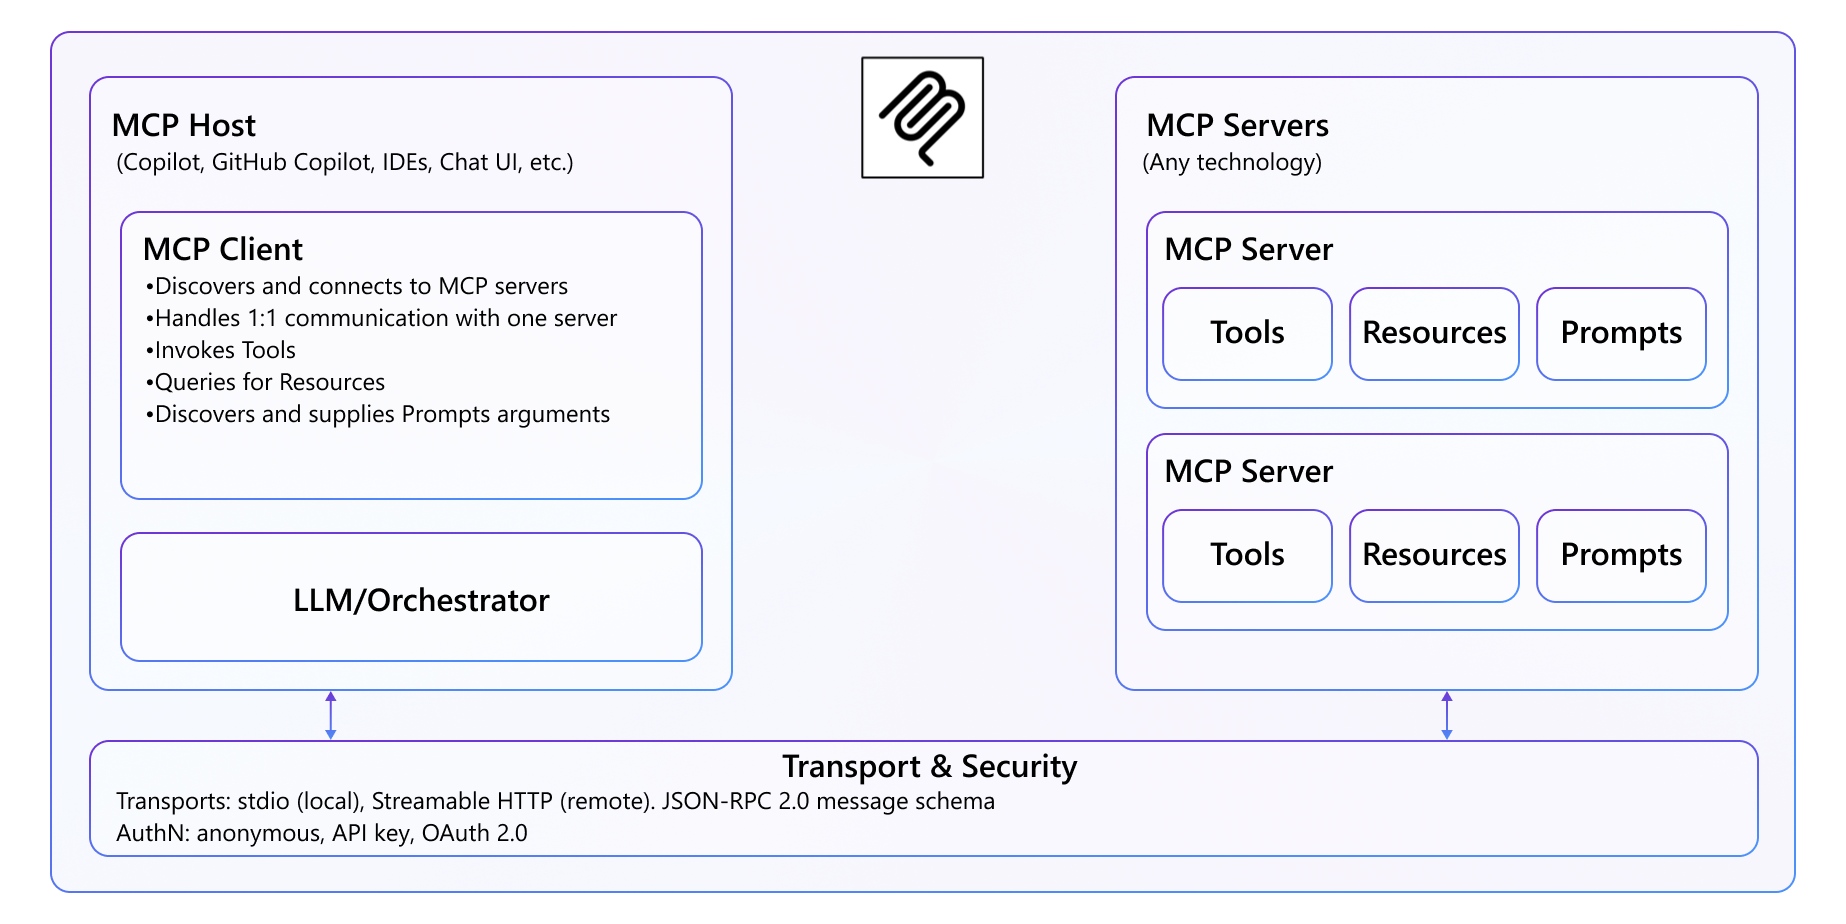 MCP Host
(Copilot, GitHub Copilot, IDEs, Chat UI, etc.)
MCP Client
•Discovers and connects to MCP servers
•Handles 1:1 communication with one server
•Invokes Tools
•Queries for Resources
•Discovers and supplies Prompts arguments
LLM/Orchestrator
MCP Servers
(Any technology)
MCP Server
Tools
Resources
Prompts
MCP Server
Tools
Resources
Prompts
Transport & Security
Transports: stdio (local), Streamable HTTP (remote). JSON-RPC 2.0 message schema
AuthN: anonymous, API key, OAuth 2.0